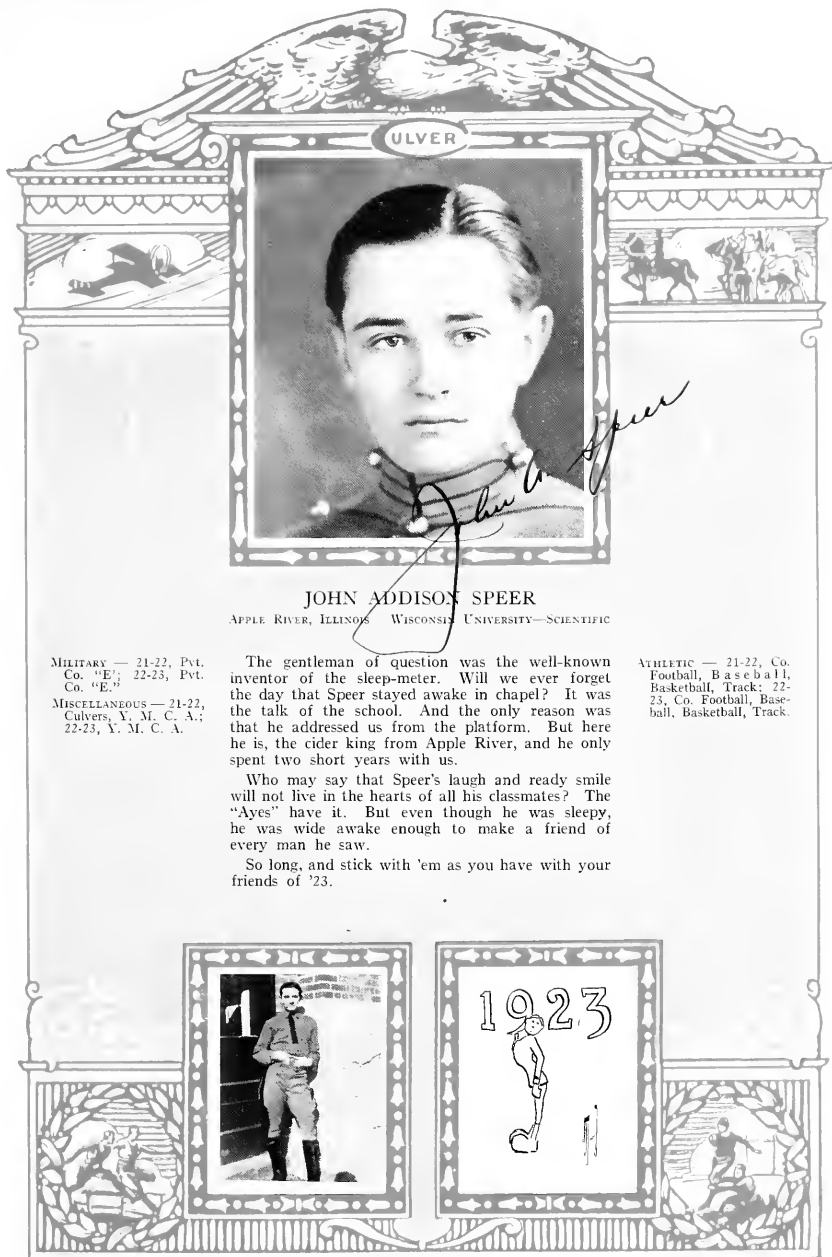 CULVER
John A. Speer
JOHN ADDISON SPEER
APPLE RIVER, ILLINOIS WISCONSIN UNIVERSITY—SCIENTIFIC
MILITARY — 21-22, Pvt.
Co. "E'; 22-23, Pvt.
Co. "E."
MISCELLANEOUS — 21-22,
Culvers, Y. M. C. A.;
22-23, Y. M. C. A.
The gentleman of question was the well-known
inventor of the sleep-meter. Will we ever forget
the day that Speer stayed awake in chapel? It was
the talk of the school. And the only reason was
that he addressed us from the platform. But here
he is, the cider king from Apple River, and he only
spent two short years with us.
Who may say that Speer's laugh and ready smile
will not live in the hearts of all his classmates? The
"Ayes" have it. But even though he was sleepy,
he was wide awake enough to make a friend of
every man he saw.
So long, and stick with 'em as you have with your
friends of '23.
ATHLETIC — 21-22, Co.
Football, Baseball,
Basketball, Track; 22-
23, Co. Football, Base-
ball, Basketball, Track.
1923